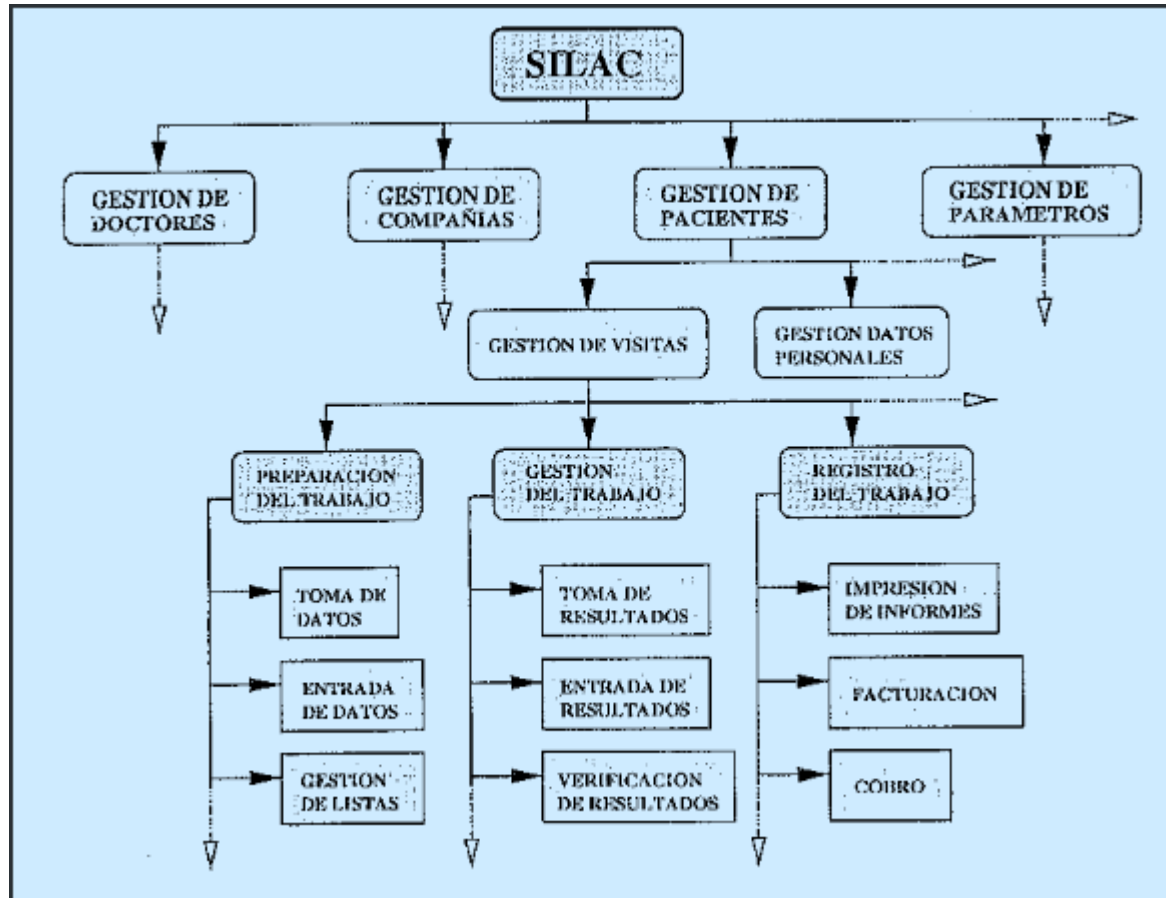 SILAC
GESTION DE
DOCTORES
GESTION DE
COMPAÑIAS
GESTION DE
PACIENTES
GESTION DE
PARAMETROS
GESTION DE VISITAS
GESTION DATOS
PERSONALES
PREPARACION
DEL TRABAJO
GESTION
DEL TRABAJO
REGISTRO
DEL TRABAJO
TOMA DE
DATOS
TOMA DE
RESULTADOS
IMPRESION
DE INFORMES
ENTRADA
DE DATOS
ENTRADA DE
RESULTADOS
FACTURACION
GESTION
DE LISTAS
VERIFICACION
DE RESULTADOS
COBRO